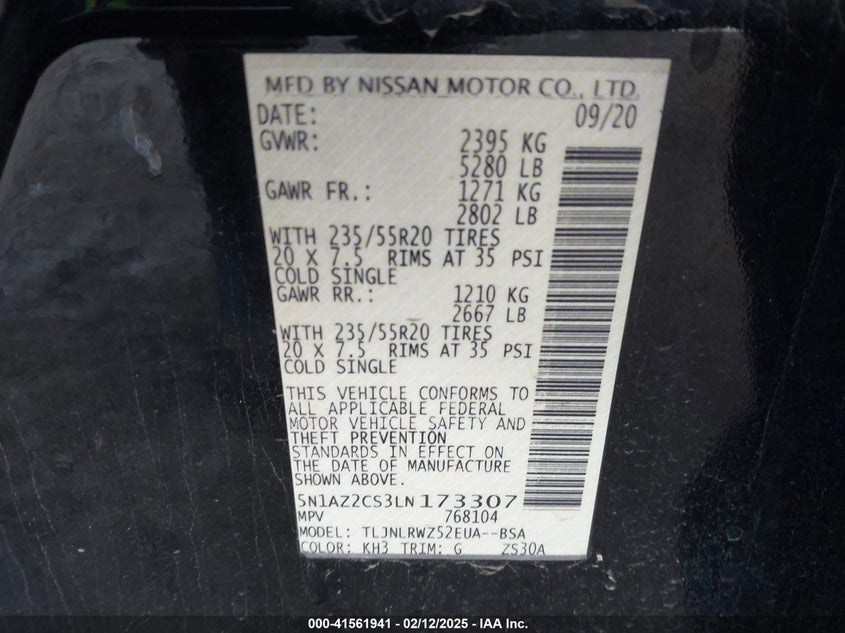 MFD BY NISSAN MOTOR CO., LTD.
DATE: 09/20
GVWR: 2395 KG
5280 LB
GAWR FR.: 1271 KG
2802 LB
WITH 235/55R20 TIRES
20 X 7.5 RIMS AT 35 PSI
COLD SINGLE
GAWR RR.: 1210 KG
2667 LB
WITH 235/55R20 TIRES
20 X 7.5 RIMS AT 35 PSI
COLD SINGLE
THIS VEHICLE CONFORMS TO
ALL APPLICABLE FEDERAL
MOTOR VEHICLE SAFETY AND
THEFT PREVENTION
STANDARDS IN EFFECT ON
THE DATE OF MANUFACTURE
SHOWN ABOVE.
5N1AZ2CS3LN173307
MPV 768104
MODEL: TLJNLRWZ52EUA--BSA
COLOR: KH3 TRIM: G ZS30A
000-41561941 - 02/12/2025 - IAA Inc.